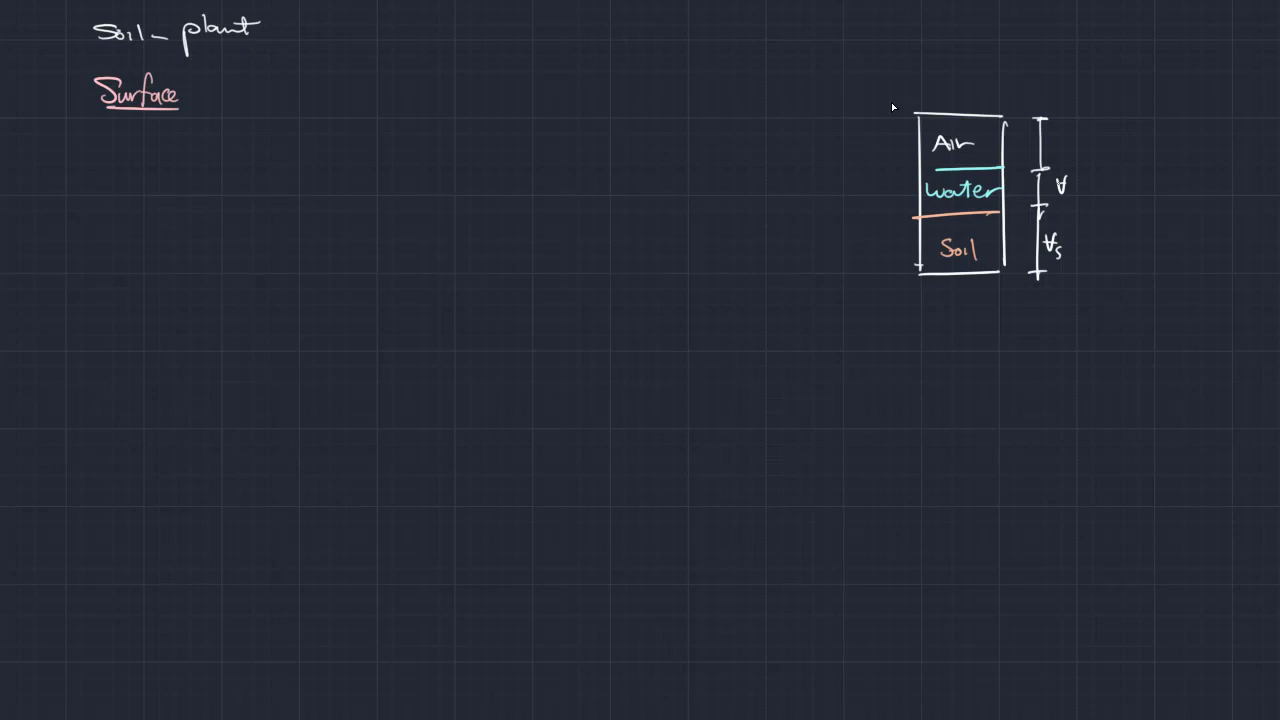 Soil - plant
Surface
Air
water
∀
Soil
∀s